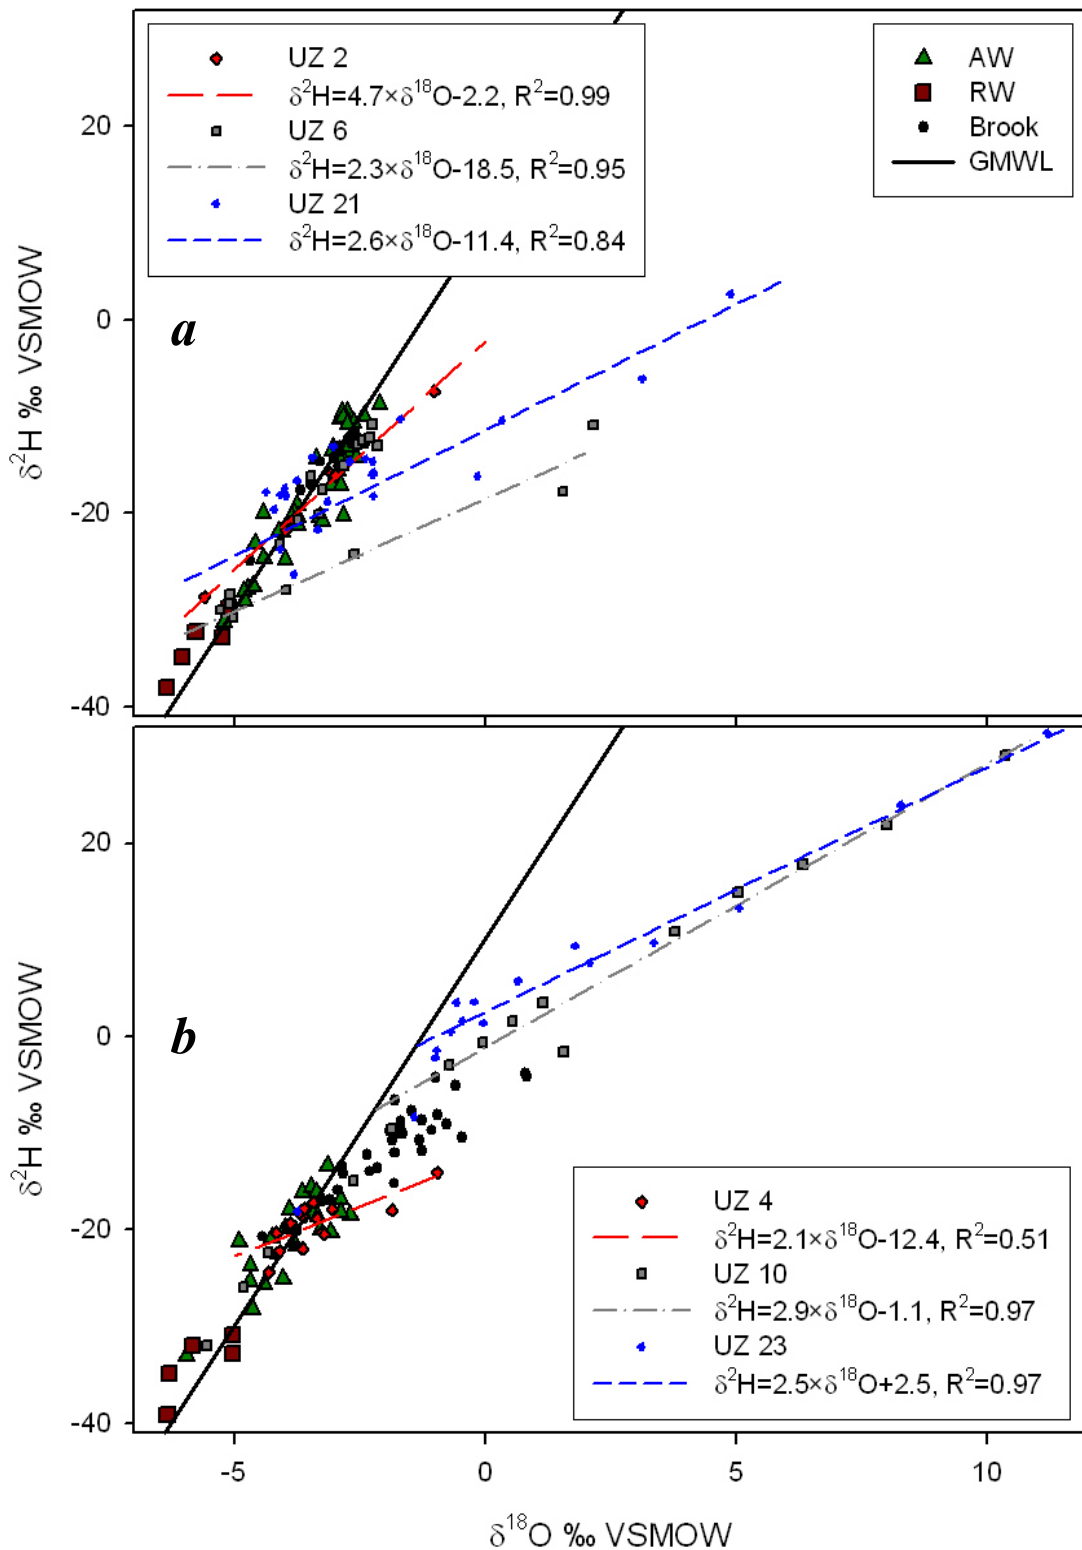 UZ 2
δ²H=4.7×δ¹⁸O-2.2, R²=0.99
UZ 6
δ²H=2.3×δ¹⁸O-18.5, R²=0.95
UZ 21
δ²H=2.6×δ¹⁸O-11.4, R²=0.84
AW
RW
Brook
GMWL
20
0
-20
-40
δ²H ‰ VSMOW
a
20
0
-20
-40
δ²H ‰ VSMOW
b
UZ 4
δ²H=2.1×δ¹⁸O-12.4, R²=0.51
UZ 10
δ²H=2.9×δ¹⁸O-1.1, R²=0.97
UZ 23
δ²H=2.5×δ¹⁸O+2.5, R²=0.97
-5 0 5 10
δ¹⁸O ‰ VSMOW